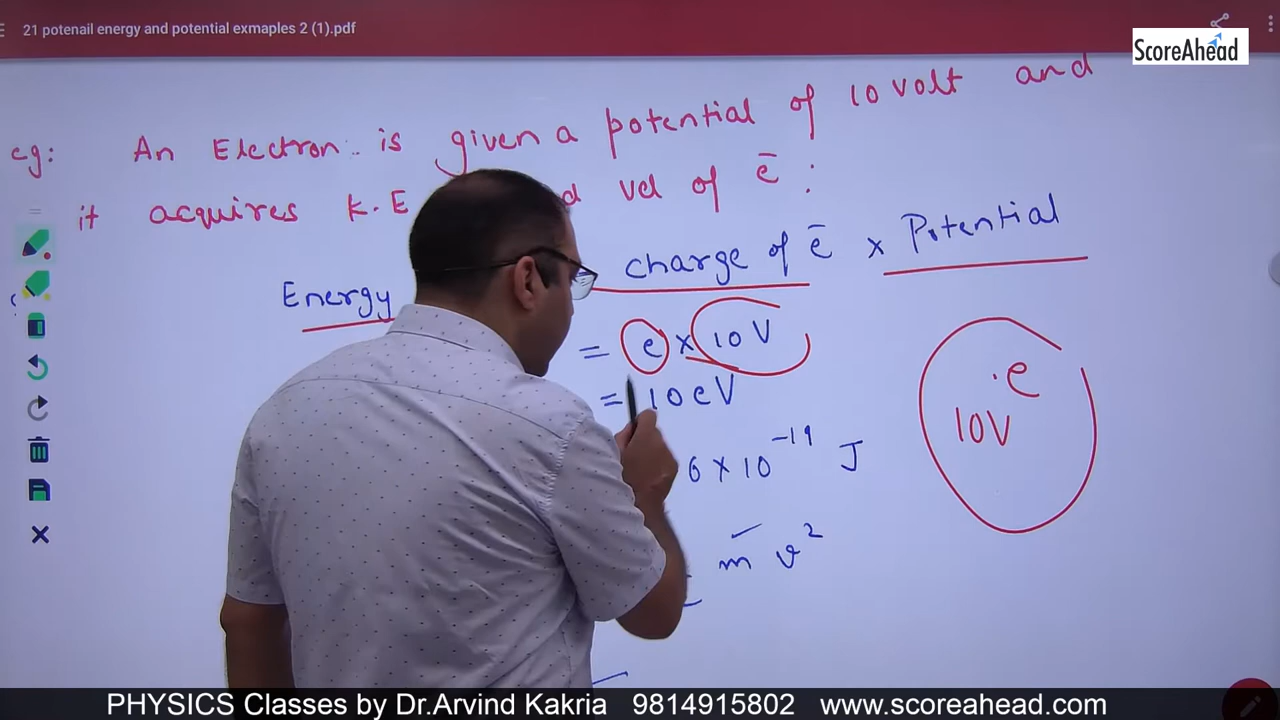 21 potenail energy and potential exmaples 2 (1).pdf
ScoreAhead
eg: An Electron is given a potential of 10 volt and
it acquires K.E vel of ē :
Energy charge of ē × Potential
= e × 10 V
= 10 eV
6 × 10⁻¹⁹ J
m v²
10V .e
PHYSICS Classes by Dr.Arvind Kakria 9814915802 www.scoreahead.com